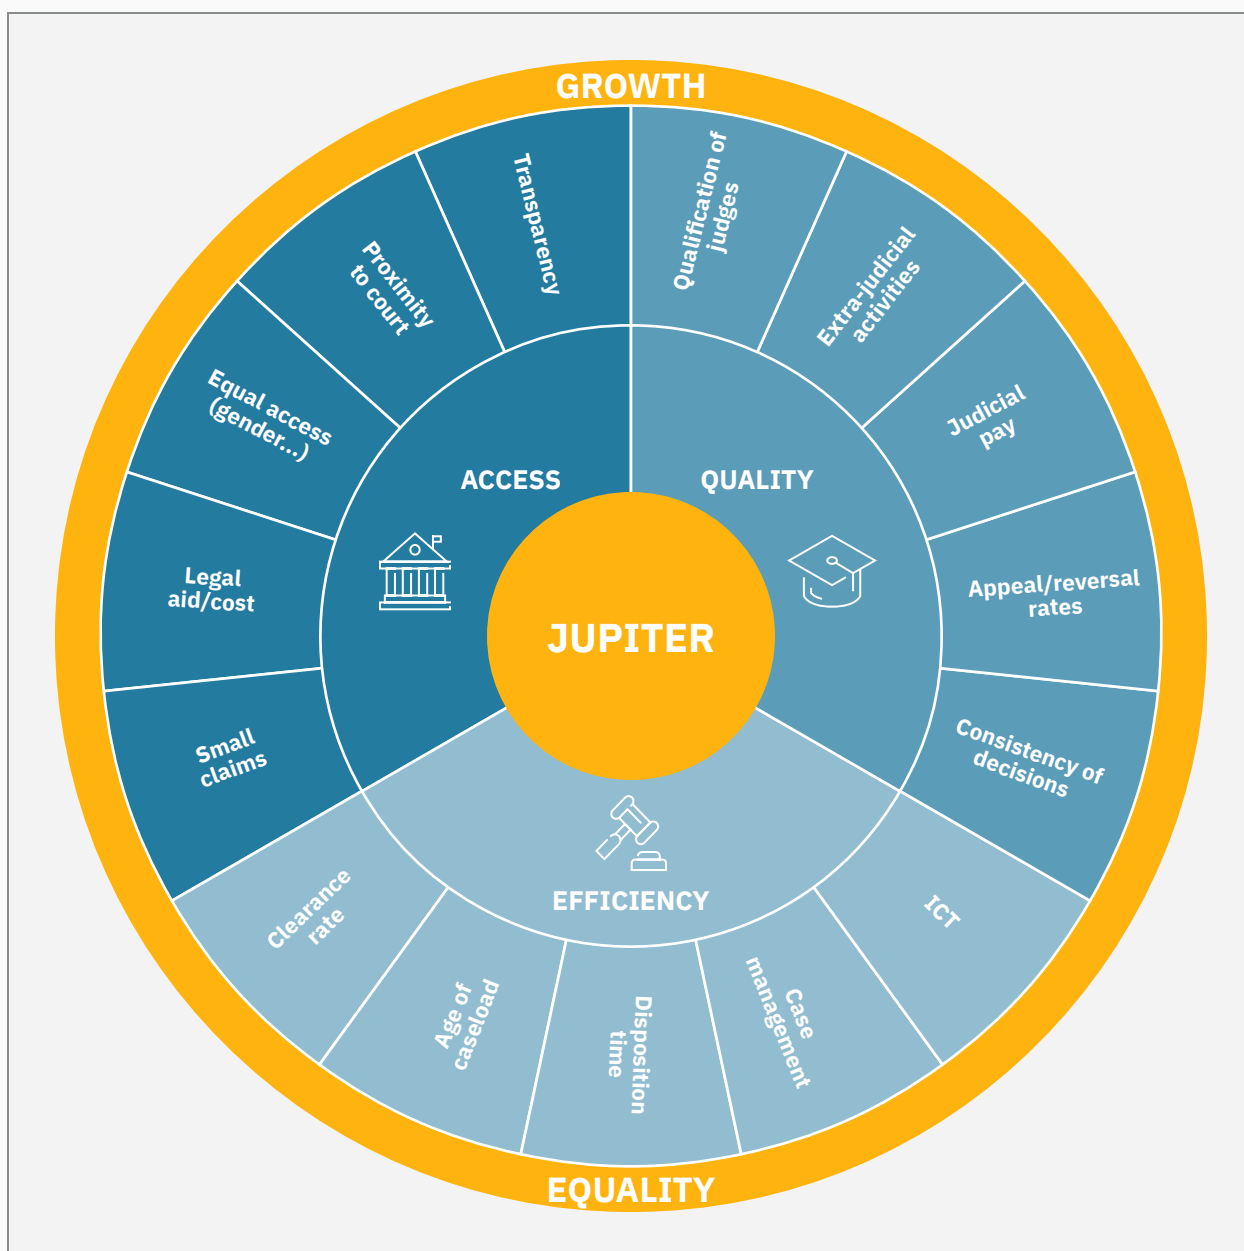 GROWTH
Transparency
Qualification of
judges
Proximity
to court
Extra-judicial
activities
Equal access
(gender...)
Judicial
pay
ACCESS
QUALITY
Legal
aid/cost
Appeal/reversal
rates
JUPITER
Small
claims
Consistency of
decisions
EFFICIENCY
Clearance
rate
Age of
caseload
Disposition
time
Case
management
ICT
EQUALITY